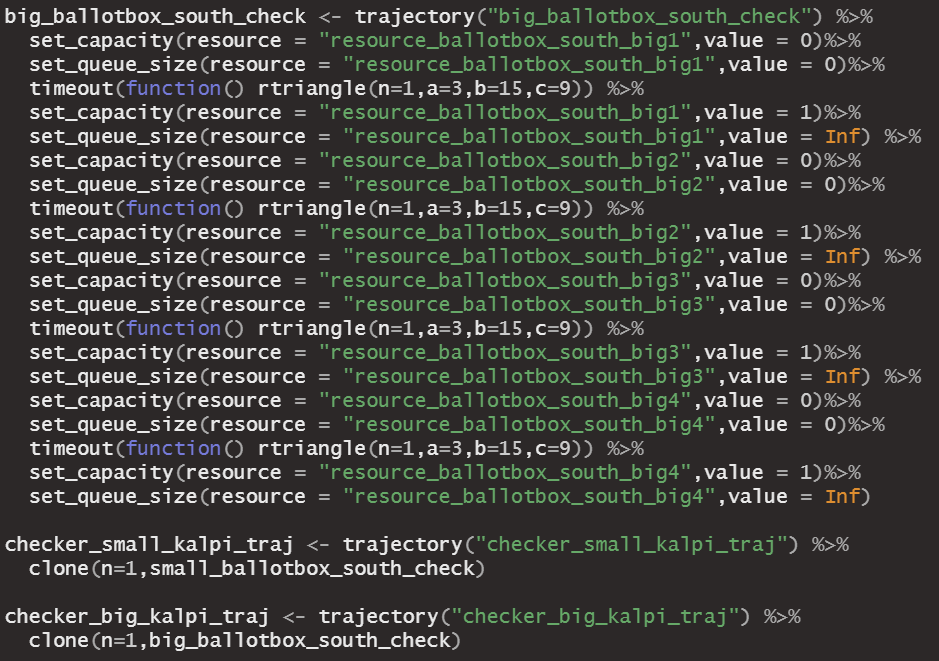 big_ballotbox_south_check <- trajectory("big_ballotbox_south_check") %>%
  set_capacity(resource = "resource_ballotbox_south_big1",value = 0)%>%
  set_queue_size(resource = "resource_ballotbox_south_big1",value = 0)%>%
  timeout(function() rtriangle(n=1,a=3,b=15,c=9)) %>%
  set_capacity(resource = "resource_ballotbox_south_big1",value = 1)%>%
  set_queue_size(resource = "resource_ballotbox_south_big1",value = Inf) %>%
  set_capacity(resource = "resource_ballotbox_south_big2",value = 0)%>%
  set_queue_size(resource = "resource_ballotbox_south_big2",value = 0)%>%
  timeout(function() rtriangle(n=1,a=3,b=15,c=9)) %>%
  set_capacity(resource = "resource_ballotbox_south_big2",value = 1)%>%
  set_queue_size(resource = "resource_ballotbox_south_big2",value = Inf) %>%
  set_capacity(resource = "resource_ballotbox_south_big3",value = 0)%>%
  set_queue_size(resource = "resource_ballotbox_south_big3",value = 0)%>%
  timeout(function() rtriangle(n=1,a=3,b=15,c=9)) %>%
  set_capacity(resource = "resource_ballotbox_south_big3",value = 1)%>%
  set_queue_size(resource = "resource_ballotbox_south_big3",value = Inf) %>%
  set_capacity(resource = "resource_ballotbox_south_big4",value = 0)%>%
  set_queue_size(resource = "resource_ballotbox_south_big4",value = 0)%>%
  timeout(function() rtriangle(n=1,a=3,b=15,c=9)) %>%
  set_capacity(resource = "resource_ballotbox_south_big4",value = 1)%>%
  set_queue_size(resource = "resource_ballotbox_south_big4",value = Inf)

checker_small_kalpi_traj <- trajectory("checker_small_kalpi_traj") %>%
  clone(n=1,small_ballotbox_south_check)

checker_big_kalpi_traj <- trajectory("checker_big_kalpi_traj") %>%
  clone(n=1,big_ballotbox_south_check)